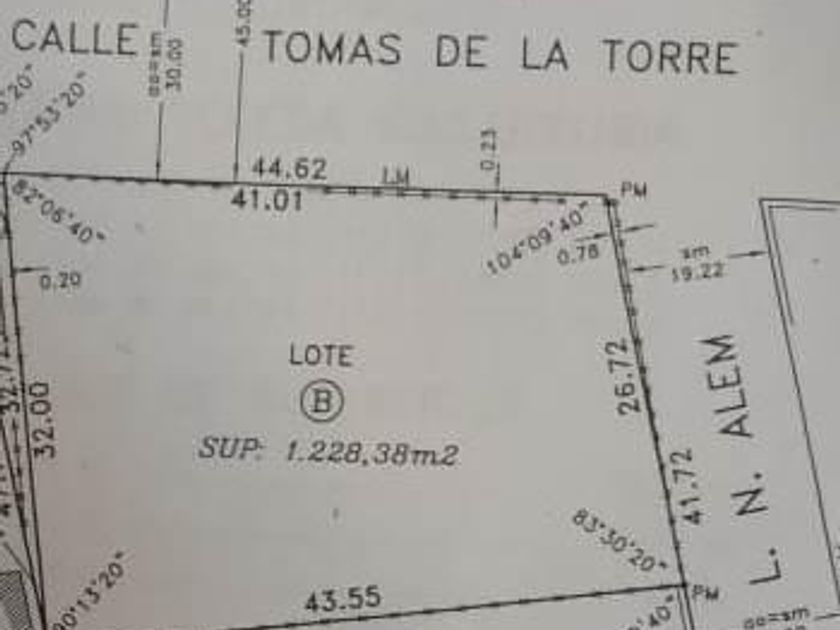 CALLE TOMAS DE LA TORRE
30.00
45.00
97°53'20"
44.62
LM
0.23
PM
41.01
82°06'40"
104°09'40"
0.78
sm
19.22
0.20
LOTE
B
SUP: 1.228,38m2
26.72
32.00
41.72
L. N. ALEM
83°30'20"
90°13'20"
43.55
PM